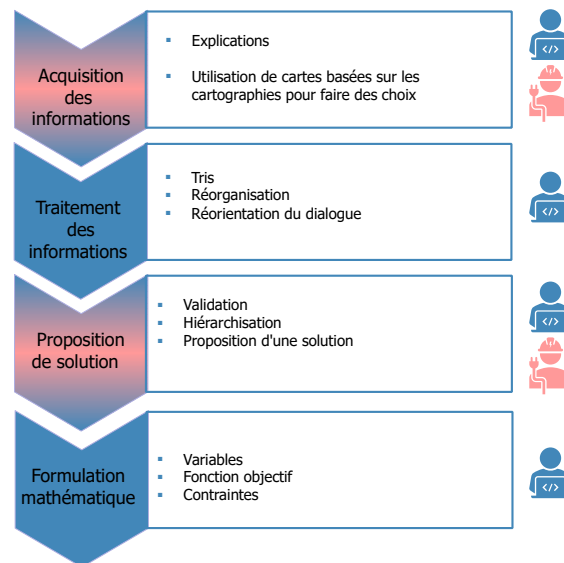 Acquisition
des
informations
▪ Explications
▪ Utilisation de cartes basées sur les
cartographies pour faire des choix
</>
Traitement
des
informations
▪ Tris
▪ Réorganisation
▪ Réorientation du dialogue
</>
Proposition
de solution
▪ Validation
▪ Hiérarchisation
▪ Proposition d'une solution
</>
Formulation
mathématique
▪ Variables
▪ Fonction objectif
▪ Contraintes
</>